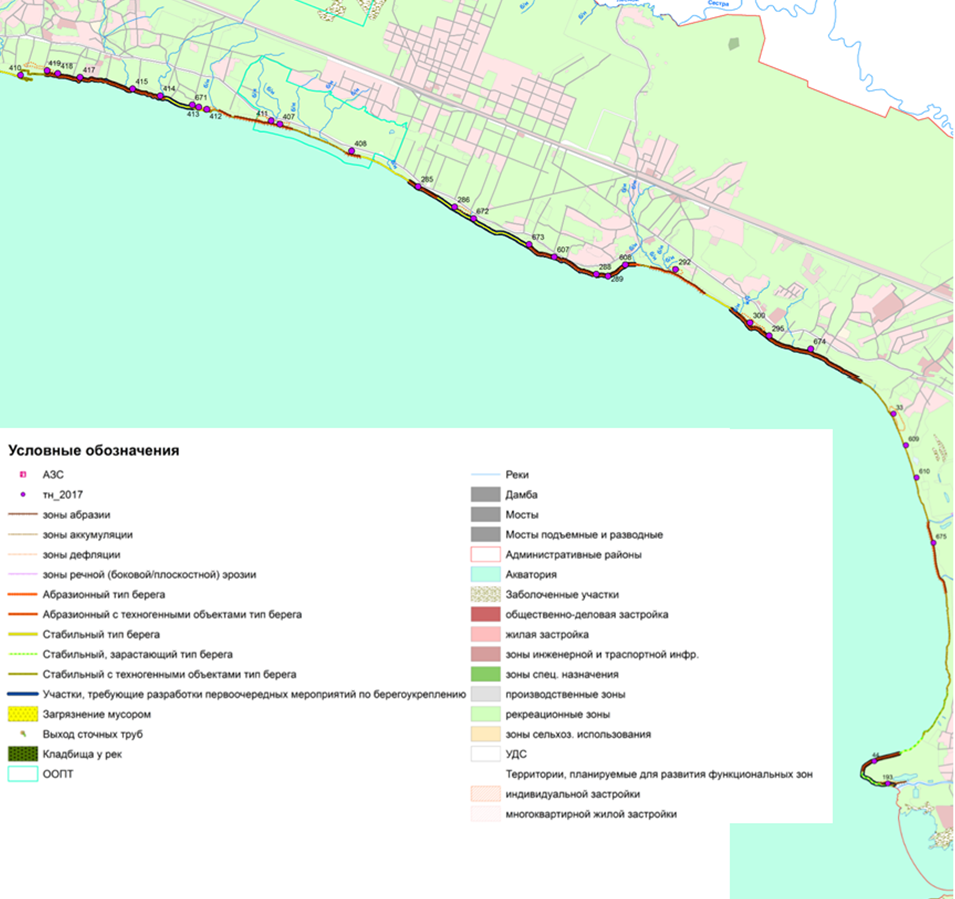 б/н
Сестра
410
419
418
417
415
414
671
413
412
411
407
408
б/н
б/н
б/н
б/н
б/н
б/н
285
286
672
673
607
288
289
608
292
б/н
б/н
б/н
б/н
б/н
300
295
674
33
609
610
675
44
193
Условные обозначения
АЗС
тн_2017
зоны абразии
зоны аккумуляции
зоны дефляции
зоны речной (боковой/плоскостной) эрозии
Абразионный тип берега
Абразионный с техногенными объектами тип берега
Стабильный тип берега
Стабильный, зарастающий тип берега
Стабильный с техногенными объектами тип берега
Участки, требующие разработки первоочередных мероприятий по берегоукреплению
Загрязнение мусором
Выход сточных труб
Кладбища у рек
ООПТ
Реки
Дамба
Мосты
Мосты подъемные и разводные
Административные районы
Акватория
Заболоченные участки
общественно-деловая застройка
жилая застройка
зоны инженерной и траспортной инфр.
зоны спец. назначения
производственные зоны
рекреационные зоны
зоны сельхоз. использования
УДС
Территории, планируемые для развития функциональных зон
индивидуальной застройки
многоквартирной жилой застройки